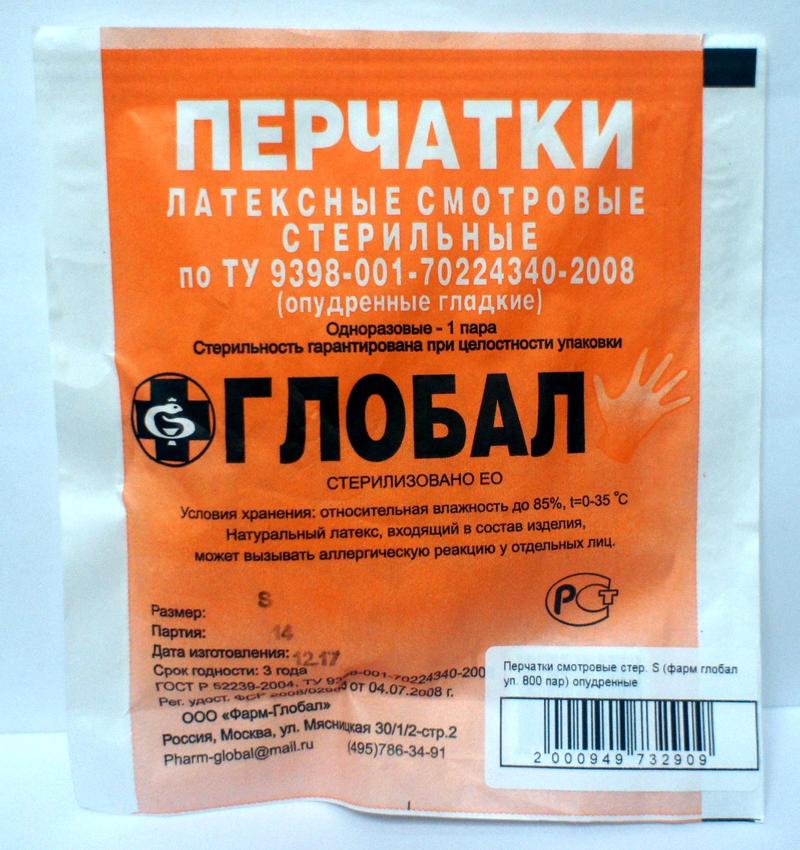 ПЕРЧАТКИ
ЛАТЕКСНЫЕ СМОТРОВЫЕ
СТЕРИЛЬНЫЕ
по ТУ 9398-001-70224340-2008
(опудренные гладкие)
Одноразовые - 1 пара
Стерильность гарантирована при целостности упаковки
ГЛОБАЛ
СТЕРИЛИЗОВАНО ЕО
Условия хранения: относительная влажность до 85%, t=0-35 °C
Натуральный латекс, входящий в состав изделия,
может вызывать аллергическую реакцию у отдельных лиц.
РСТ
Размер: S
Партия: 14
Дата изготовления: 12.17
Срок годности: 3 года
ГОСТ Р 52239-2004, ТУ -001-70224340-200
Рег. удост. ФСР от 04.07.2008 г.
ООО «Фарм-Глобал»
Россия, Москва, ул. Мясницкая 30/1/2-стр.2
Pharm-global@mail.ru (495)786-34-91
Перчатки смотровые стер. S (фарм глобал
уп. 800 пар) опудренные
2 000949 732909